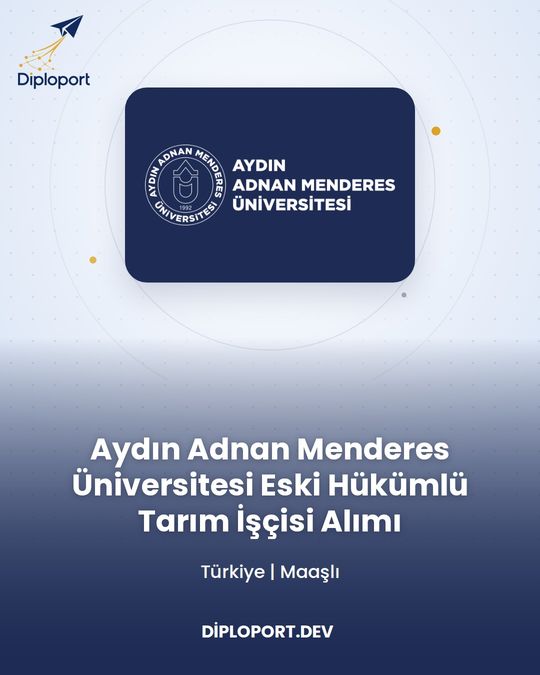 Diploport
AYDIN ADNAN MENDERES
ÜNİVERSİTESİ
1992
AYDIN
ADNAN MENDERES
ÜNİVERSİTESİ
Aydın Adnan Menderes
Üniversitesi Eski Hükümlü
Tarım İşçisi Alımı
Türkiye | Maaşlı
DİPLOPORT.DEV